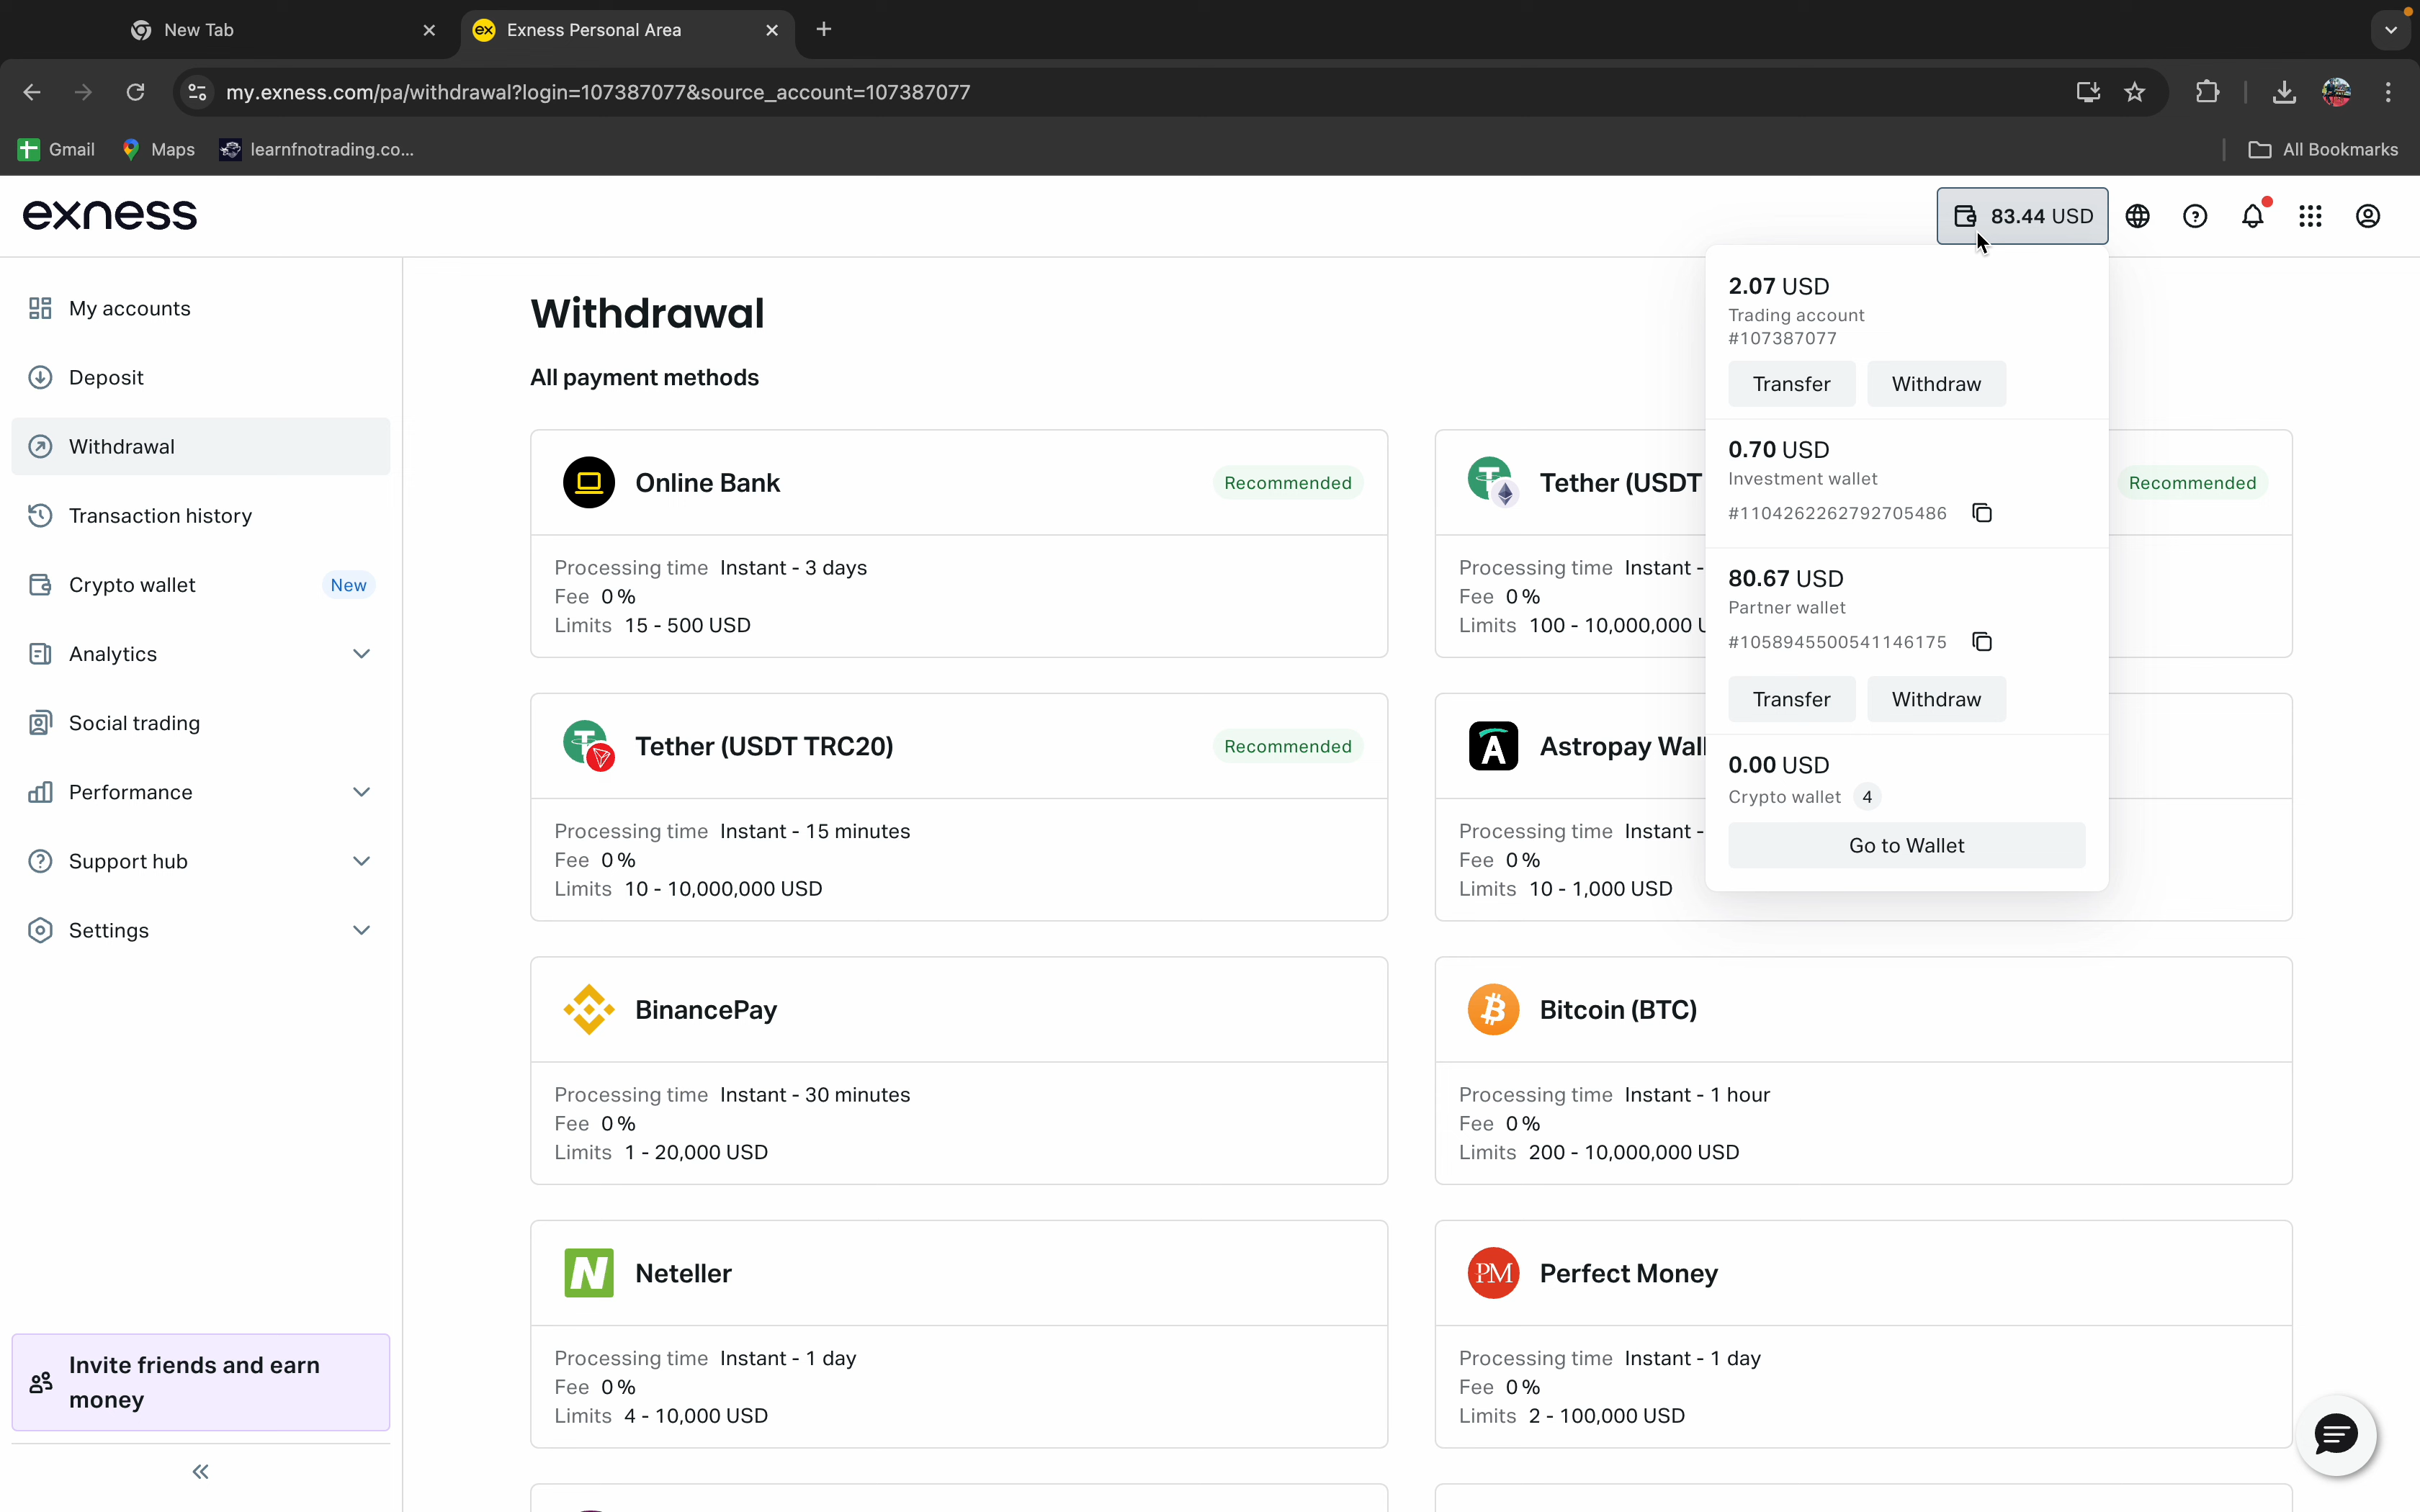 New Tab
Exness Personal Area
my.exness.com/pa/withdrawal?login=107387077&source_account=107387077
Gmail
Maps
learnfnotrading.co...
All Bookmarks
exness
83.44 USD
My accounts
Deposit
Withdrawal
Transaction history
Crypto wallet New
Analytics
Social trading
Performance
Support hub
Settings
Invite friends and earn
money
Withdrawal
All payment methods
Online Bank Recommended
Processing time Instant - 3 days
Fee 0 %
Limits 15 - 500 USD
Tether (USDT Recommended
Processing time Instant -
Fee 0 %
Limits 100 - 10,000,000
Tether (USDT TRC20) Recommended
Processing time Instant - 15 minutes
Fee 0 %
Limits 10 - 10,000,000 USD
Astropay
Processing time Instant -
Fee 0 %
Limits 10 - 1,000 USD
BinancePay
Processing time Instant - 30 minutes
Fee 0 %
Limits 1 - 20,000 USD
Bitcoin (BTC)
Processing time Instant - 1 hour
Fee 0 %
Limits 200 - 10,000,000 USD
Neteller
Processing time Instant - 1 day
Fee 0 %
Limits 4 - 10,000 USD
PM Perfect Money
Processing time Instant - 1 day
Fee 0 %
Limits 2 - 100,000 USD
2.07 USD
Trading account
#107387077
Transfer Withdraw
0.70 USD
Investment wallet
#1104262262792705486
80.67 USD
Partner wallet
#1058945500541146175
Transfer Withdraw
0.00 USD
Crypto wallet 4
Go to Wallet